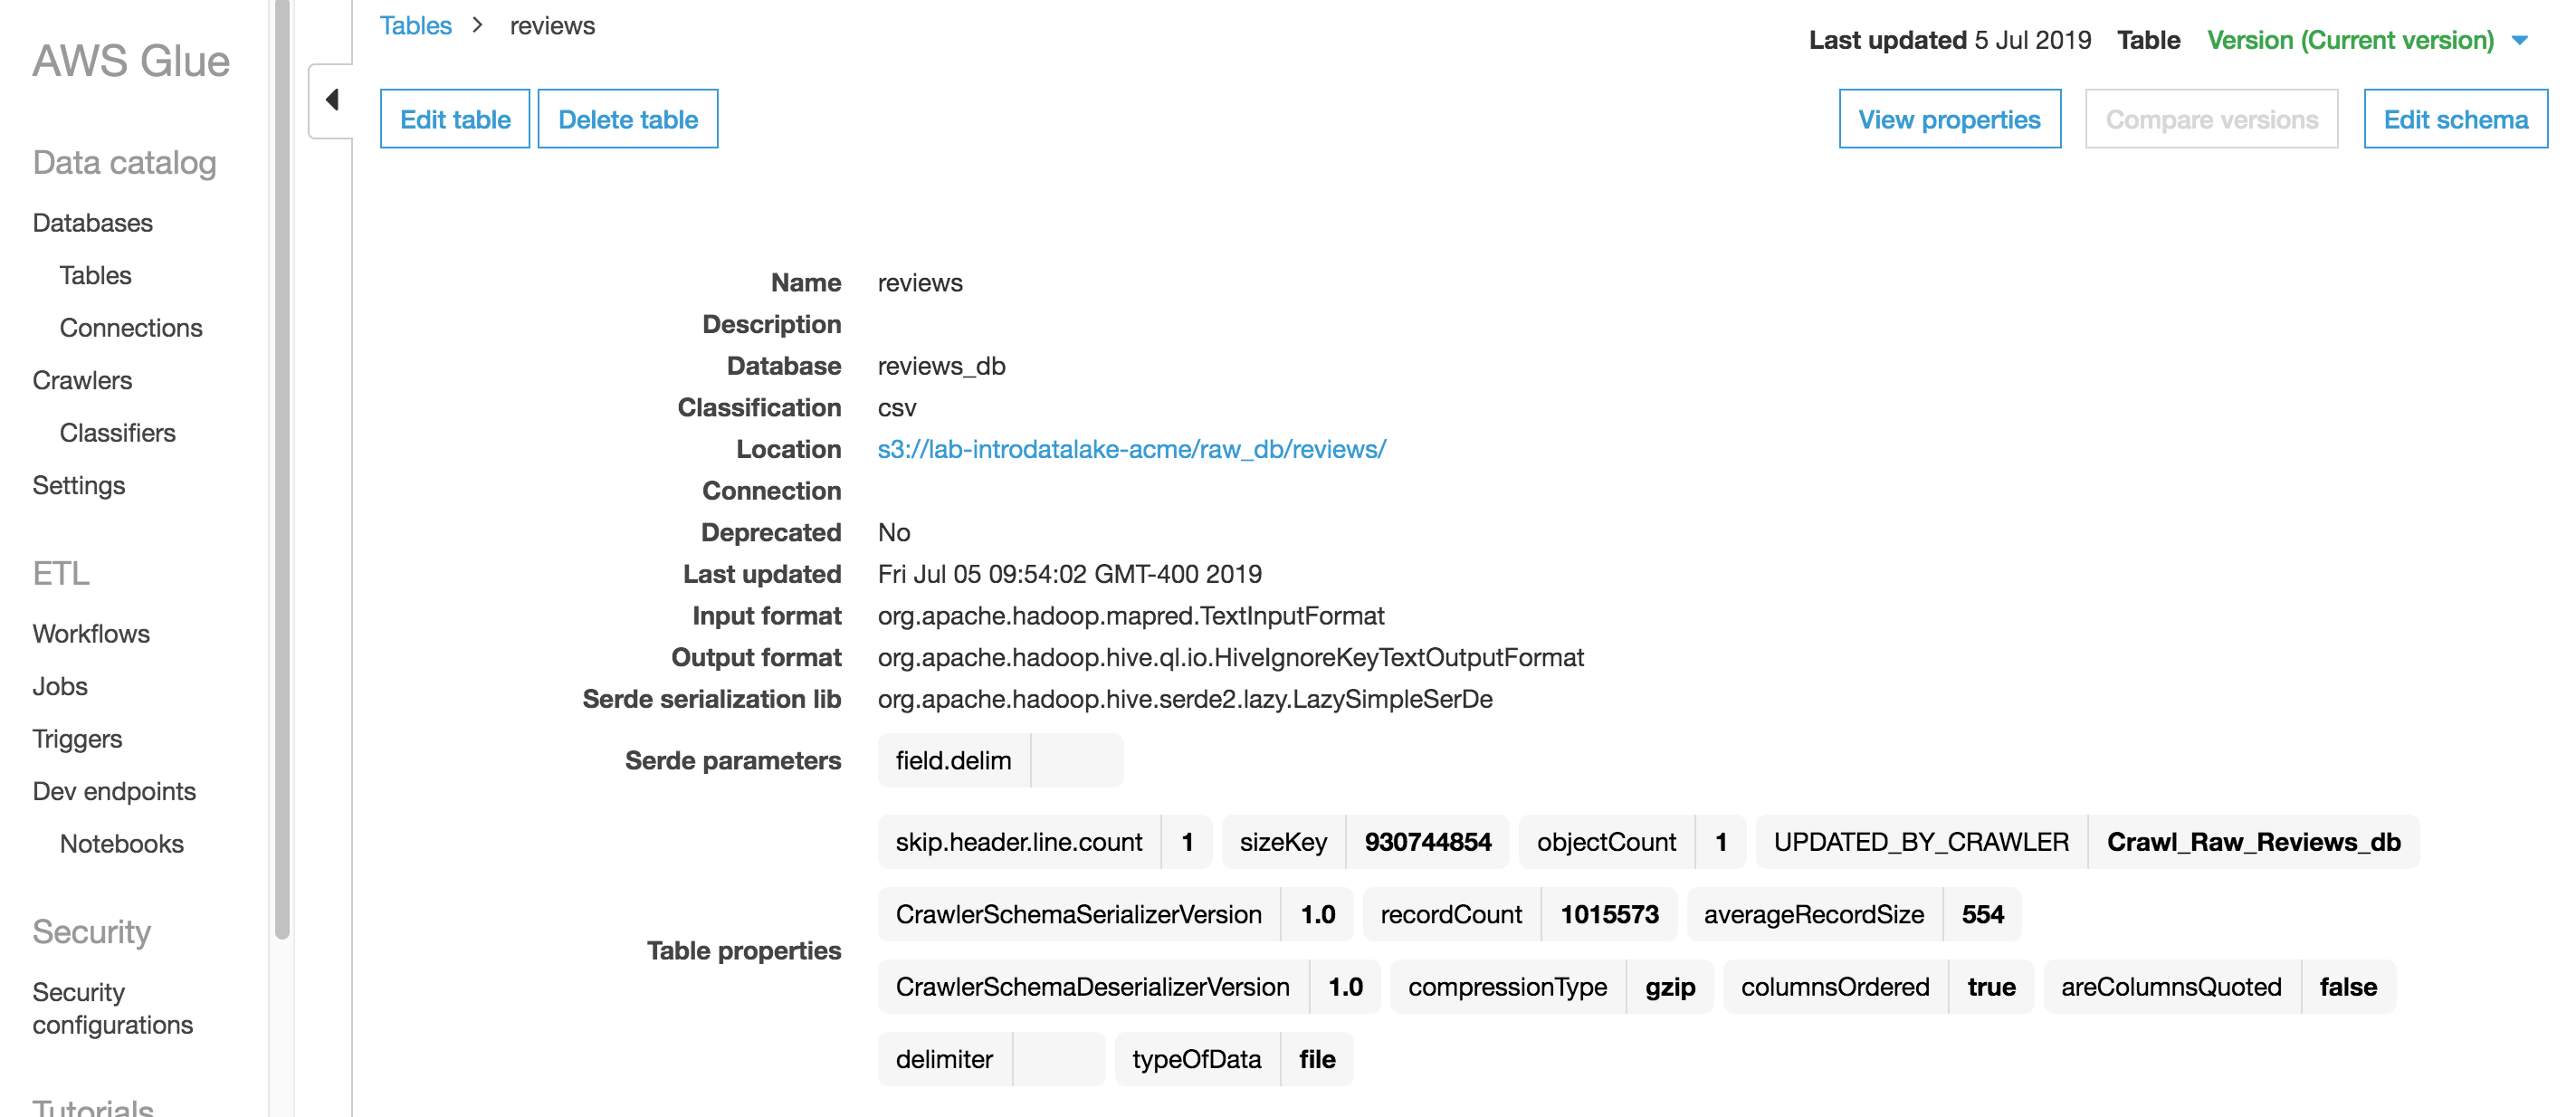 AWS Glue
Data catalog
Databases
Tables
Connections
Crawlers
Classifiers
Settings
ETL
Workflows
Jobs
Triggers
Dev endpoints
Notebooks
Security
Security
configurations
Tutorials
Tables > reviews
Last updated 5 Jul 2019 Table Version (Current version)
Edit table Delete table View properties Compare versions Edit schema
Name reviews
Description
Database reviews_db
Classification csv
Location s3://lab-introdatalake-acme/raw_db/reviews/
Connection
Deprecated No
Last updated Fri Jul 05 09:54:02 GMT-400 2019
Input format org.apache.hadoop.mapred.TextInputFormat
Output format org.apache.hadoop.hive.ql.io.HiveIgnoreKeyTextOutputFormat
Serde serialization lib org.apache.hadoop.hive.serde2.lazy.LazySimpleSerDe
Serde parameters field.delim
Table properties
skip.header.line.count 1 sizeKey 930744854 objectCount 1 UPDATED_BY_CRAWLER Crawl_Raw_Reviews_db
CrawlerSchemaSerializerVersion 1.0 recordCount 1015573 averageRecordSize 554
CrawlerSchemaDeserializerVersion 1.0 compressionType gzip columnsOrdered true areColumnsQuoted false
delimiter typeOfData file